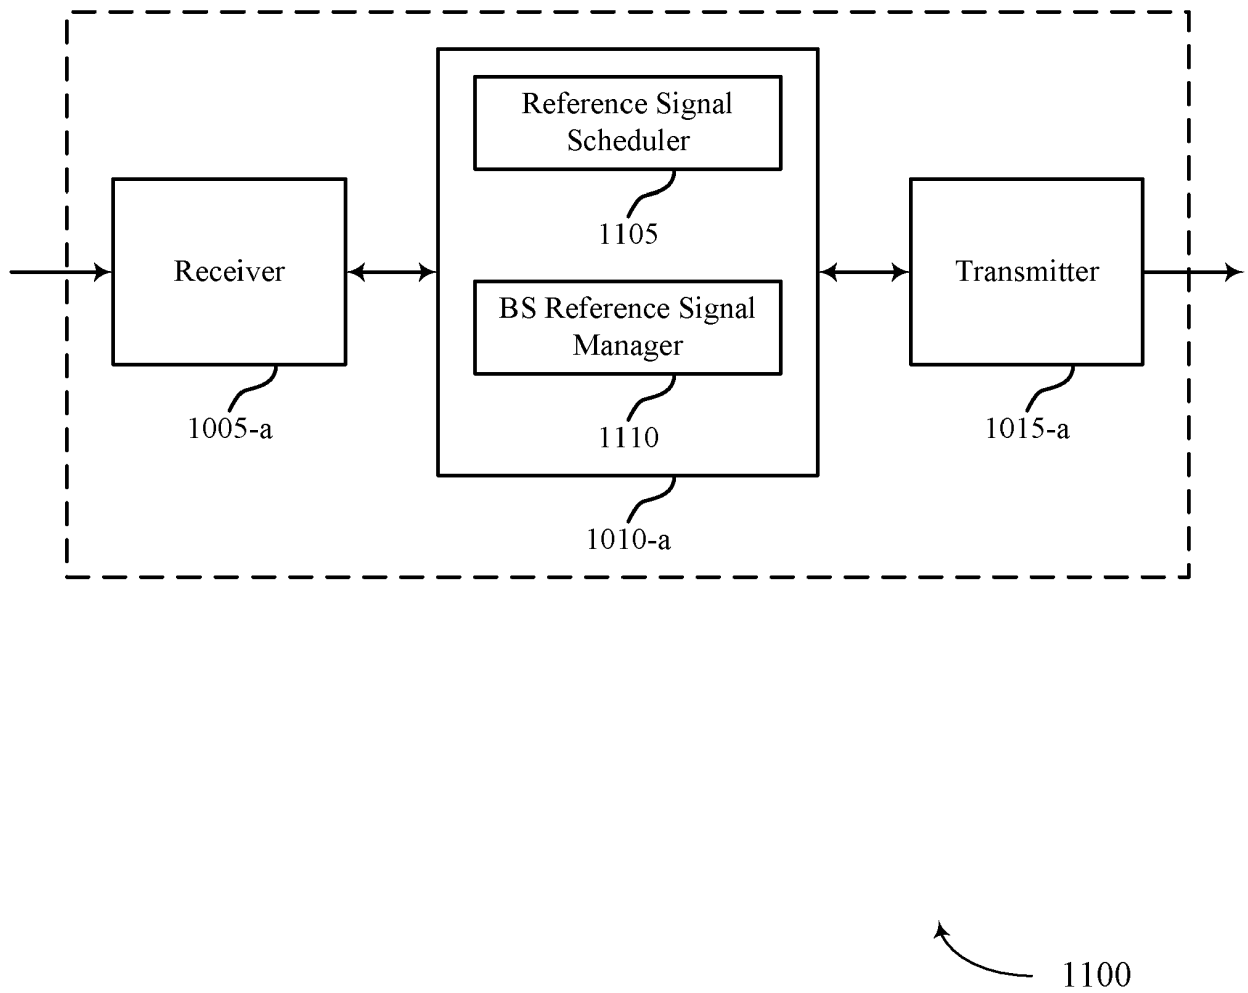 Reference Signal
Scheduler
1105
Receiver
1005-a
BS Reference Signal
Manager
1110
1010-a
Transmitter
1015-a
1100